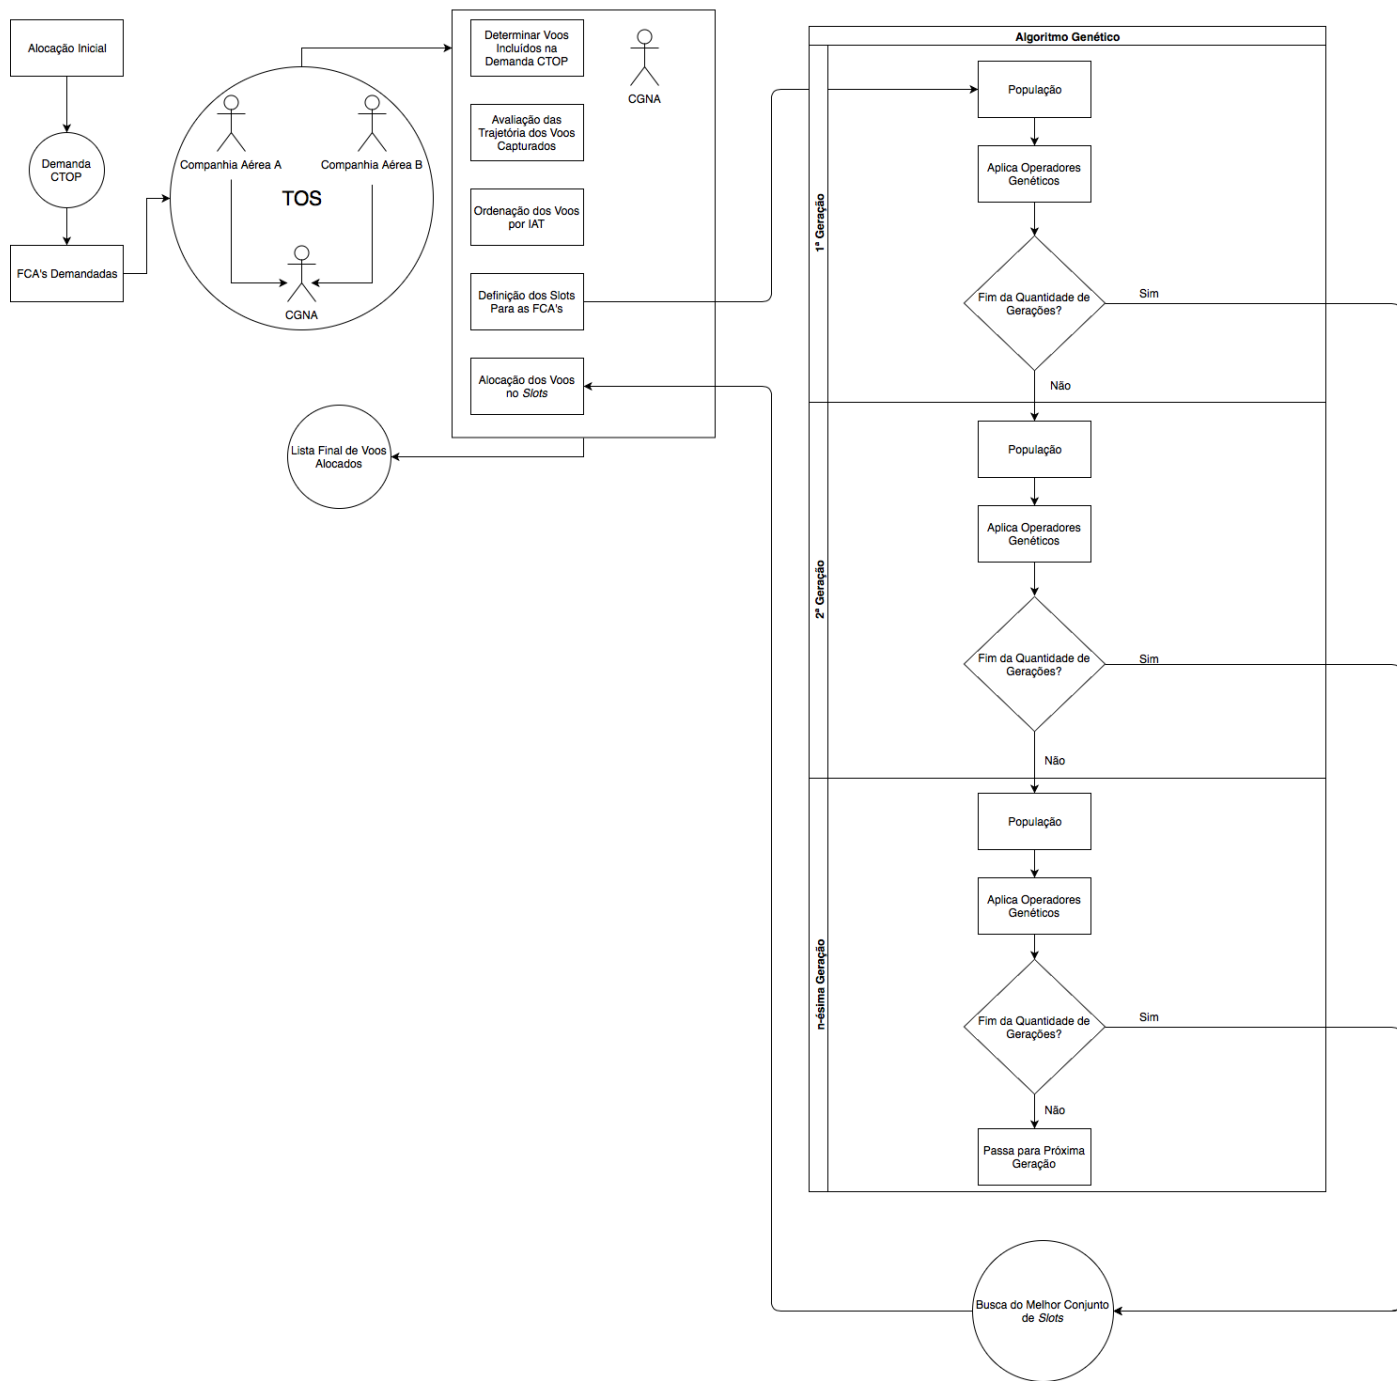 Alocação Inicial
Demanda
CTOP
FCA's Demandadas
Companhia Aérea A
Companhia Aérea B
TOS
CGNA
Determinar Voos
Incluídos na
Demanda CTOP
CGNA
Avaliação das
Trajetória dos Voos
Capturados
Ordenação dos Voos
por IAT
Definição dos Slots
Para as FCA's
Alocação dos Voos
no Slots
Lista Final de Voos
Alocados
Algoritmo Genético
1ª Geração
População
Aplica Operadores
Genéticos
Fim da Quantidade de
Gerações?
Sim
Não
2ª Geração
População
Aplica Operadores
Genéticos
Fim da Quantidade de
Gerações?
Sim
Não
n-ésima Geração
População
Aplica Operadores
Genéticos
Fim da Quantidade de
Gerações?
Sim
Não
Passa para Próxima
Geração
Busca do Melhor Conjunto
de Slots